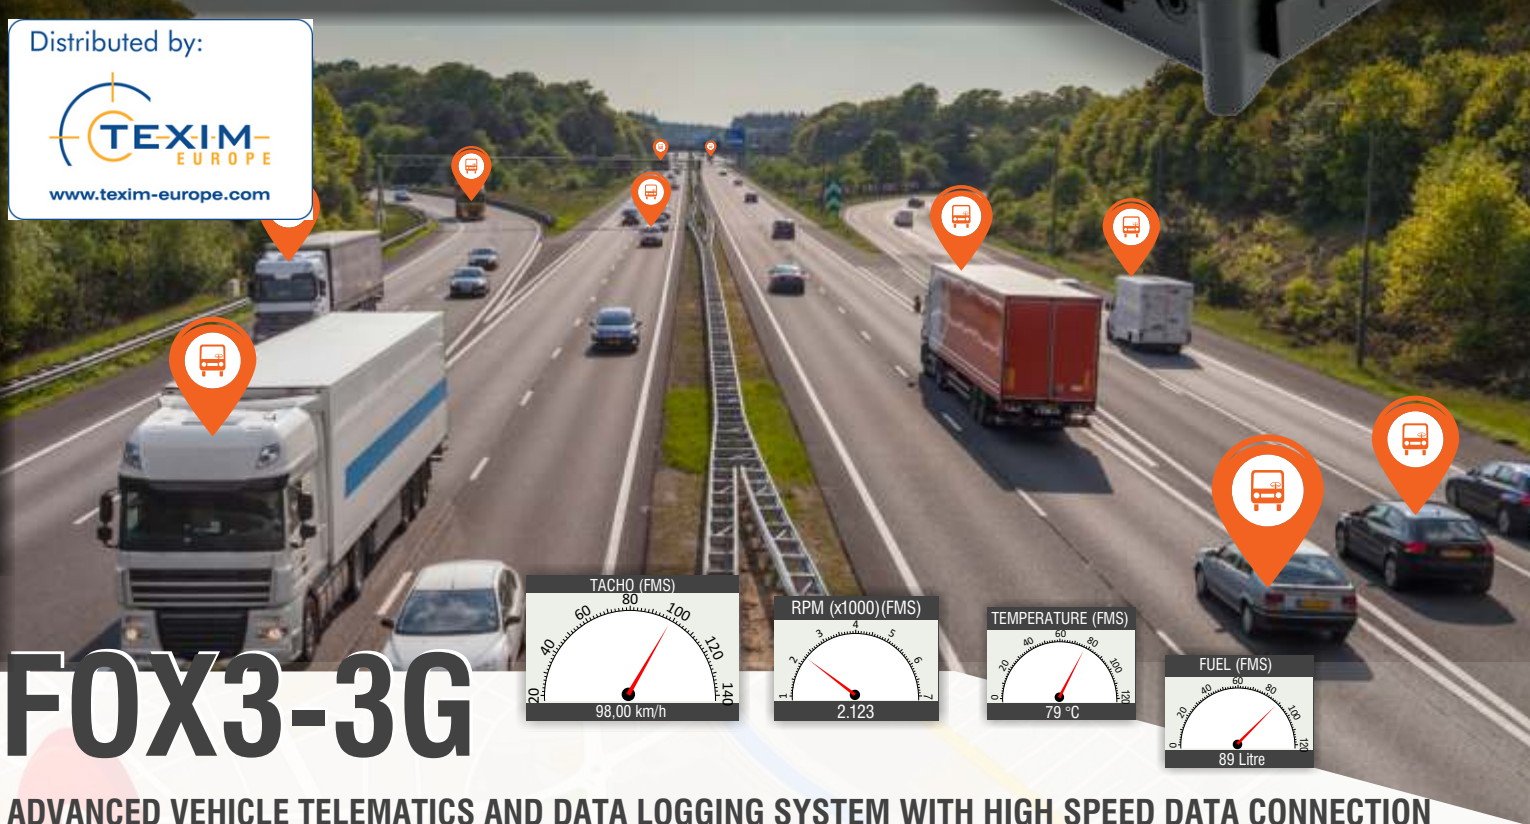 Distributed by:
TEXIM
EUROPE
www.texim-europe.com
TACHO (FMS)
20 40 60 80 100 120 140
98,00 km/h
RPM (x1000)(FMS)
1 2 3 4 5 6 7
2.123
TEMPERATURE (FMS)
0 20 40 60 80 100 120
79 °C
FUEL (FMS)
0 20 40 60 80 100 120
89 Litre
FOX3-3G
ADVANCED VEHICLE TELEMATICS AND DATA LOGGING SYSTEM WITH HIGH SPEED DATA CONNECTION